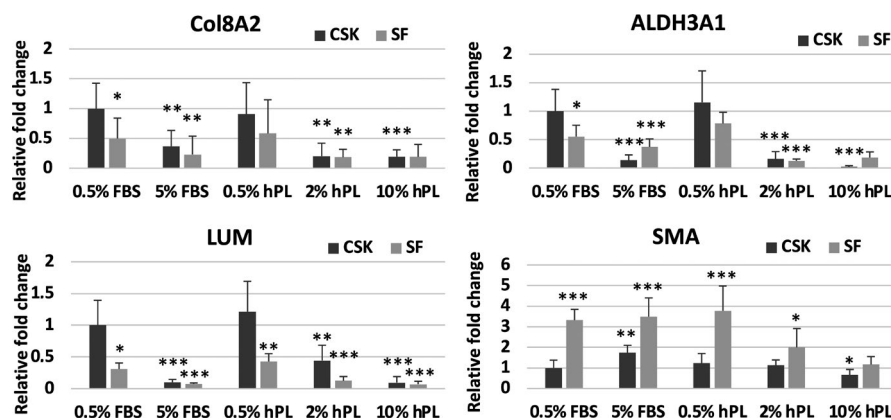 Col8A2
CSK SF
Relative fold change
2
1.5
1
0.5
0
* ** ** ** ** ***
0.5% FBS 5% FBS 0.5% hPL 2% hPL 10% hPL
ALDH3A1
CSK SF
Relative fold change
2
1.5
1
0.5
0
* *** *** *** *** ***
0.5% FBS 5% FBS 0.5% hPL 2% hPL 10% hPL
LUM
CSK SF
Relative fold change
2
1.5
1
0.5
0
* *** *** ** ** *** *** ***
0.5% FBS 5% FBS 0.5% hPL 2% hPL 10% hPL
SMA
CSK SF
Relative fold change
6
5
4
3
2
1
0
*** ** *** *** * *
0.5% FBS 5% FBS 0.5% hPL 2% hPL 10% hPL